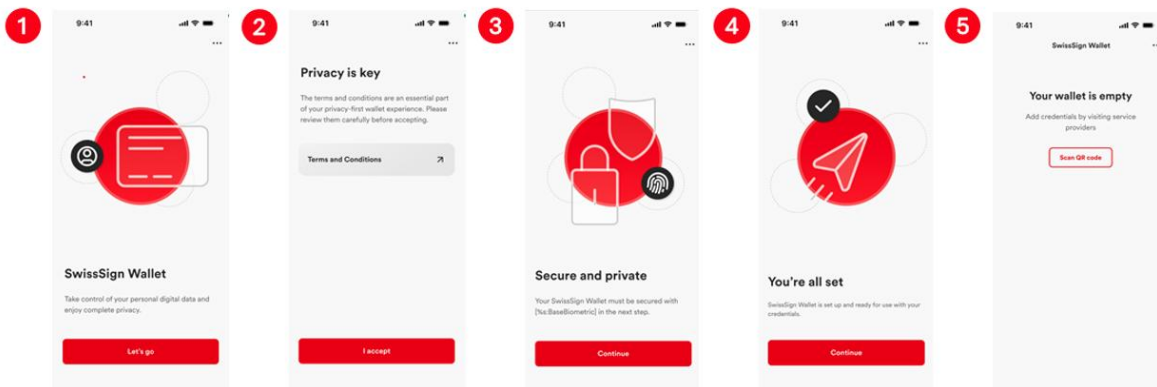 1
9:41
SwissSign Wallet
Take control of your personal digital data and
enjoy complete privacy.
Let's go
2
9:41
Privacy is key
The terms and conditions are an essential part
of your privacy-first wallet experience. Please
review them carefully before accepting.
Terms and Conditions
I accept
3
9:41
Secure and private
Your SwissSign Wallet must be secured with
[%s:BaseBiometric] in the next step.
Continue
4
9:41
You're all set
SwissSign Wallet is set up and ready for use with your
credentials.
Continue
5
9:41
SwissSign Wallet
Your wallet is empty
Add credentials by visiting service
providers
Scan QR code